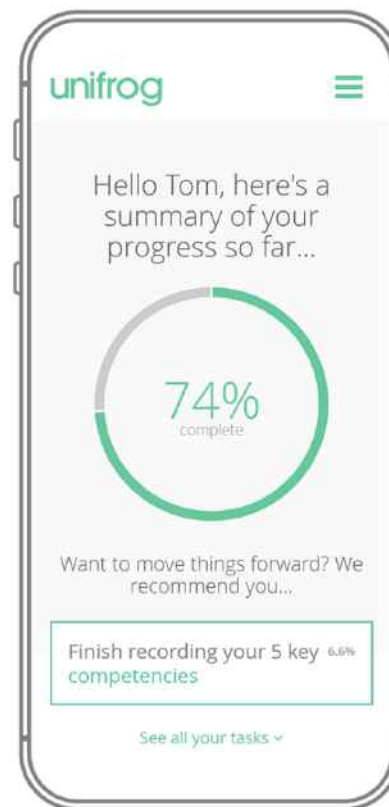 unifrog
Hello Tom, here's a
summary of your
progress so far...
74%
complete
Want to move things forward? We
recommend you...
Finish recording your 5 key 6.6%
competencies
See all your tasks